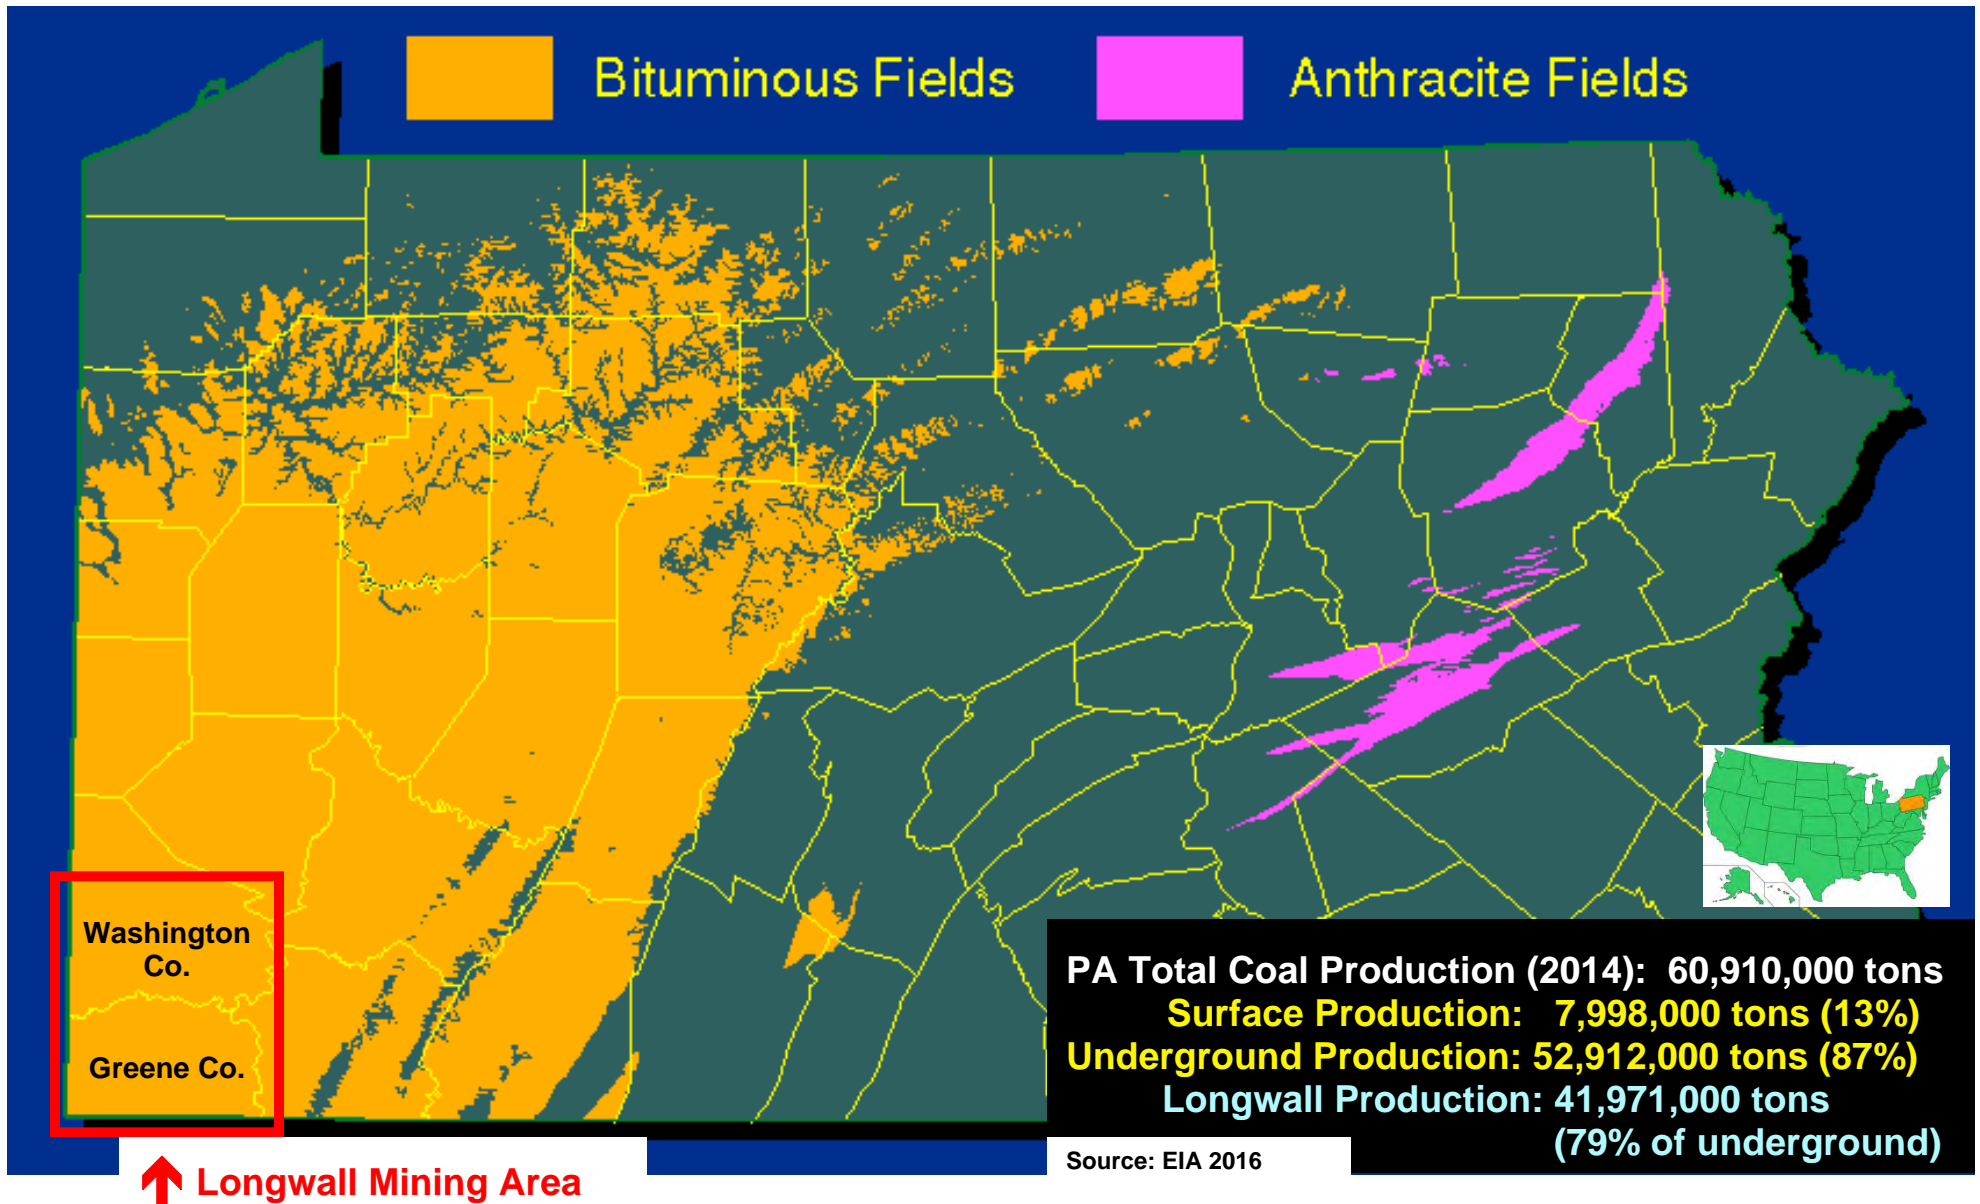 Bituminous Fields
Anthracite Fields
Washington
Co.
Greene Co.
PA Total Coal Production (2014): 60,910,000 tons
Surface Production: 7,998,000 tons (13%)
Underground Production: 52,912,000 tons (87%)
Longwall Production: 41,971,000 tons
(79% of underground)
Source: EIA 2016
Longwall Mining Area